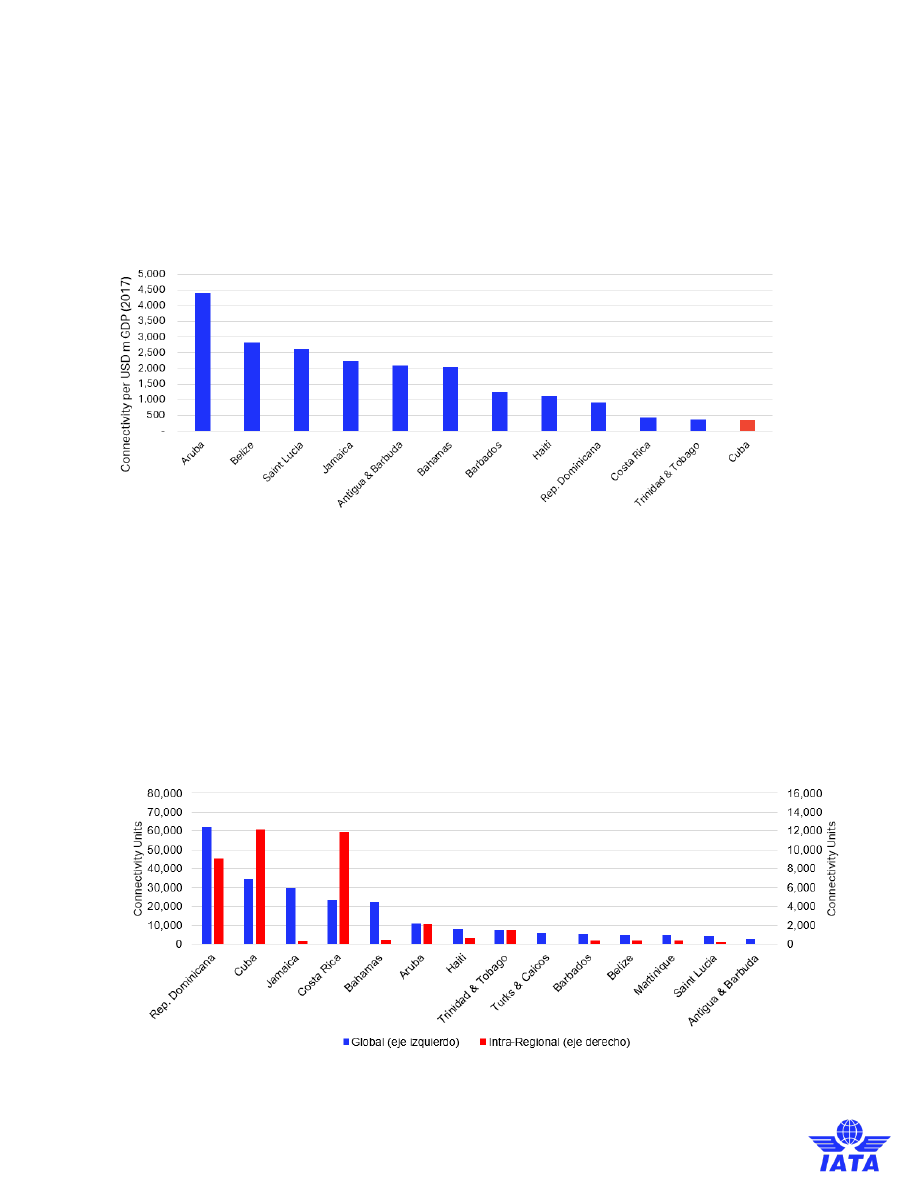 Connectivity per USD m GDP (2017)
5,000
4,500
4,000
3,500
3,000
2,500
2,000
1,500
1,000
500
-
Aruba
Belize
Saint Lucia
Jamaica
Antigua & Barbuda
Bahamas
Barbados
Haiti
Rep. Dominicana
Costa Rica
Trinidad & Tobago
Cuba
Connectivity Units
80,000
70,000
60,000
50,000
40,000
30,000
20,000
10,000
0
16,000
14,000
12,000
10,000
8,000
6,000
4,000
2,000
0
Connectivity Units
Rep. Dominicana
Cuba
Jamaica
Costa Rica
Bahamas
Aruba
Haiti
Trinidad & Tobago
Turks & Caicos
Barbados
Belize
Martinique
Saint Lucia
Antigua & Barbuda
Global (eje izquierdo) Intra-Regional (eje derecho)
IATA